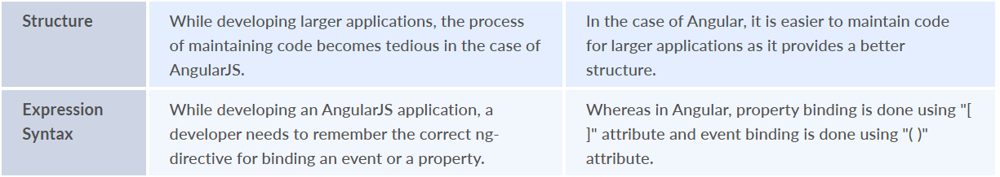 Structure
While developing larger applications, the process
of maintaining code becomes tedious in the case of
AngularJS.
In the case of Angular, it is easier to maintain code
for larger applications as it provides a better
structure.
Expression
Syntax
While developing an AngularJS application, a
developer needs to remember the correct ng-
directive for binding an event or a property.
Whereas in Angular, property binding is done using "[
]" attribute and event binding is done using "( )"
attribute.